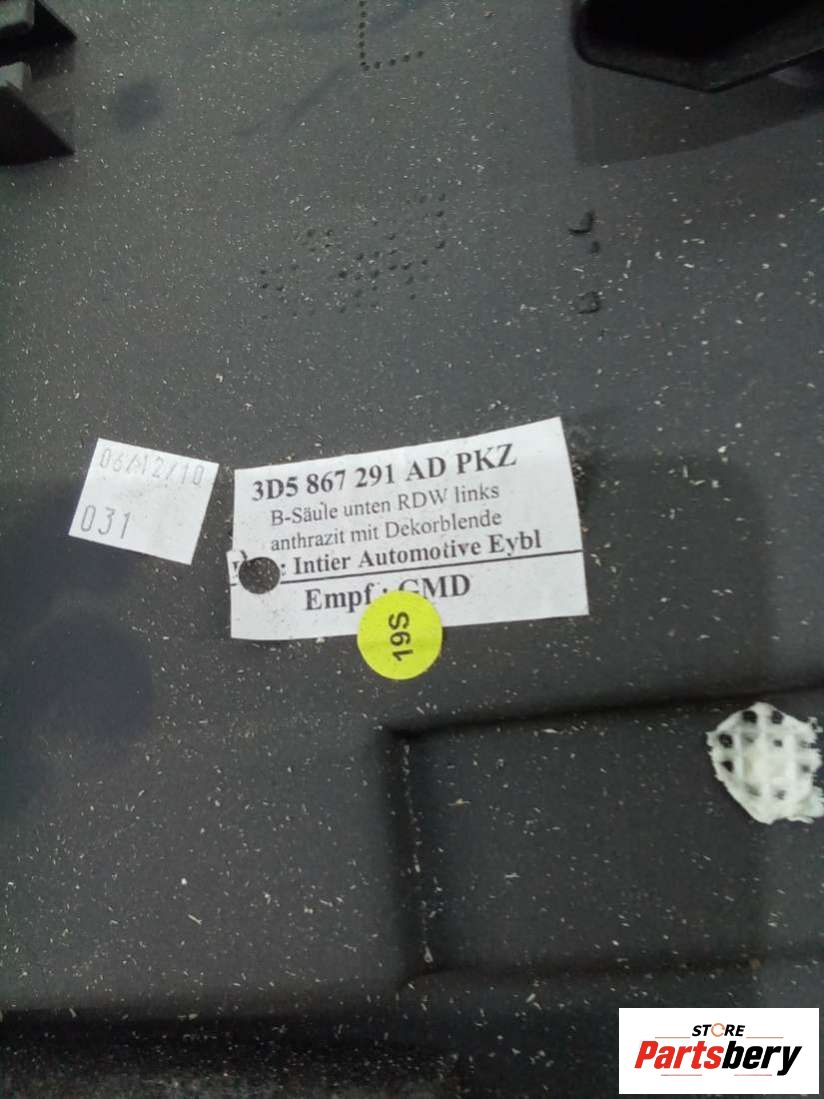 06/12/10
031
3D5 867 291 AD PKZ
B-Säule unten RDW links
anthrazit mit Dekorblende
: Intier Automotive Eybl
Empf.: GMD
19S
STORE
Partsbery